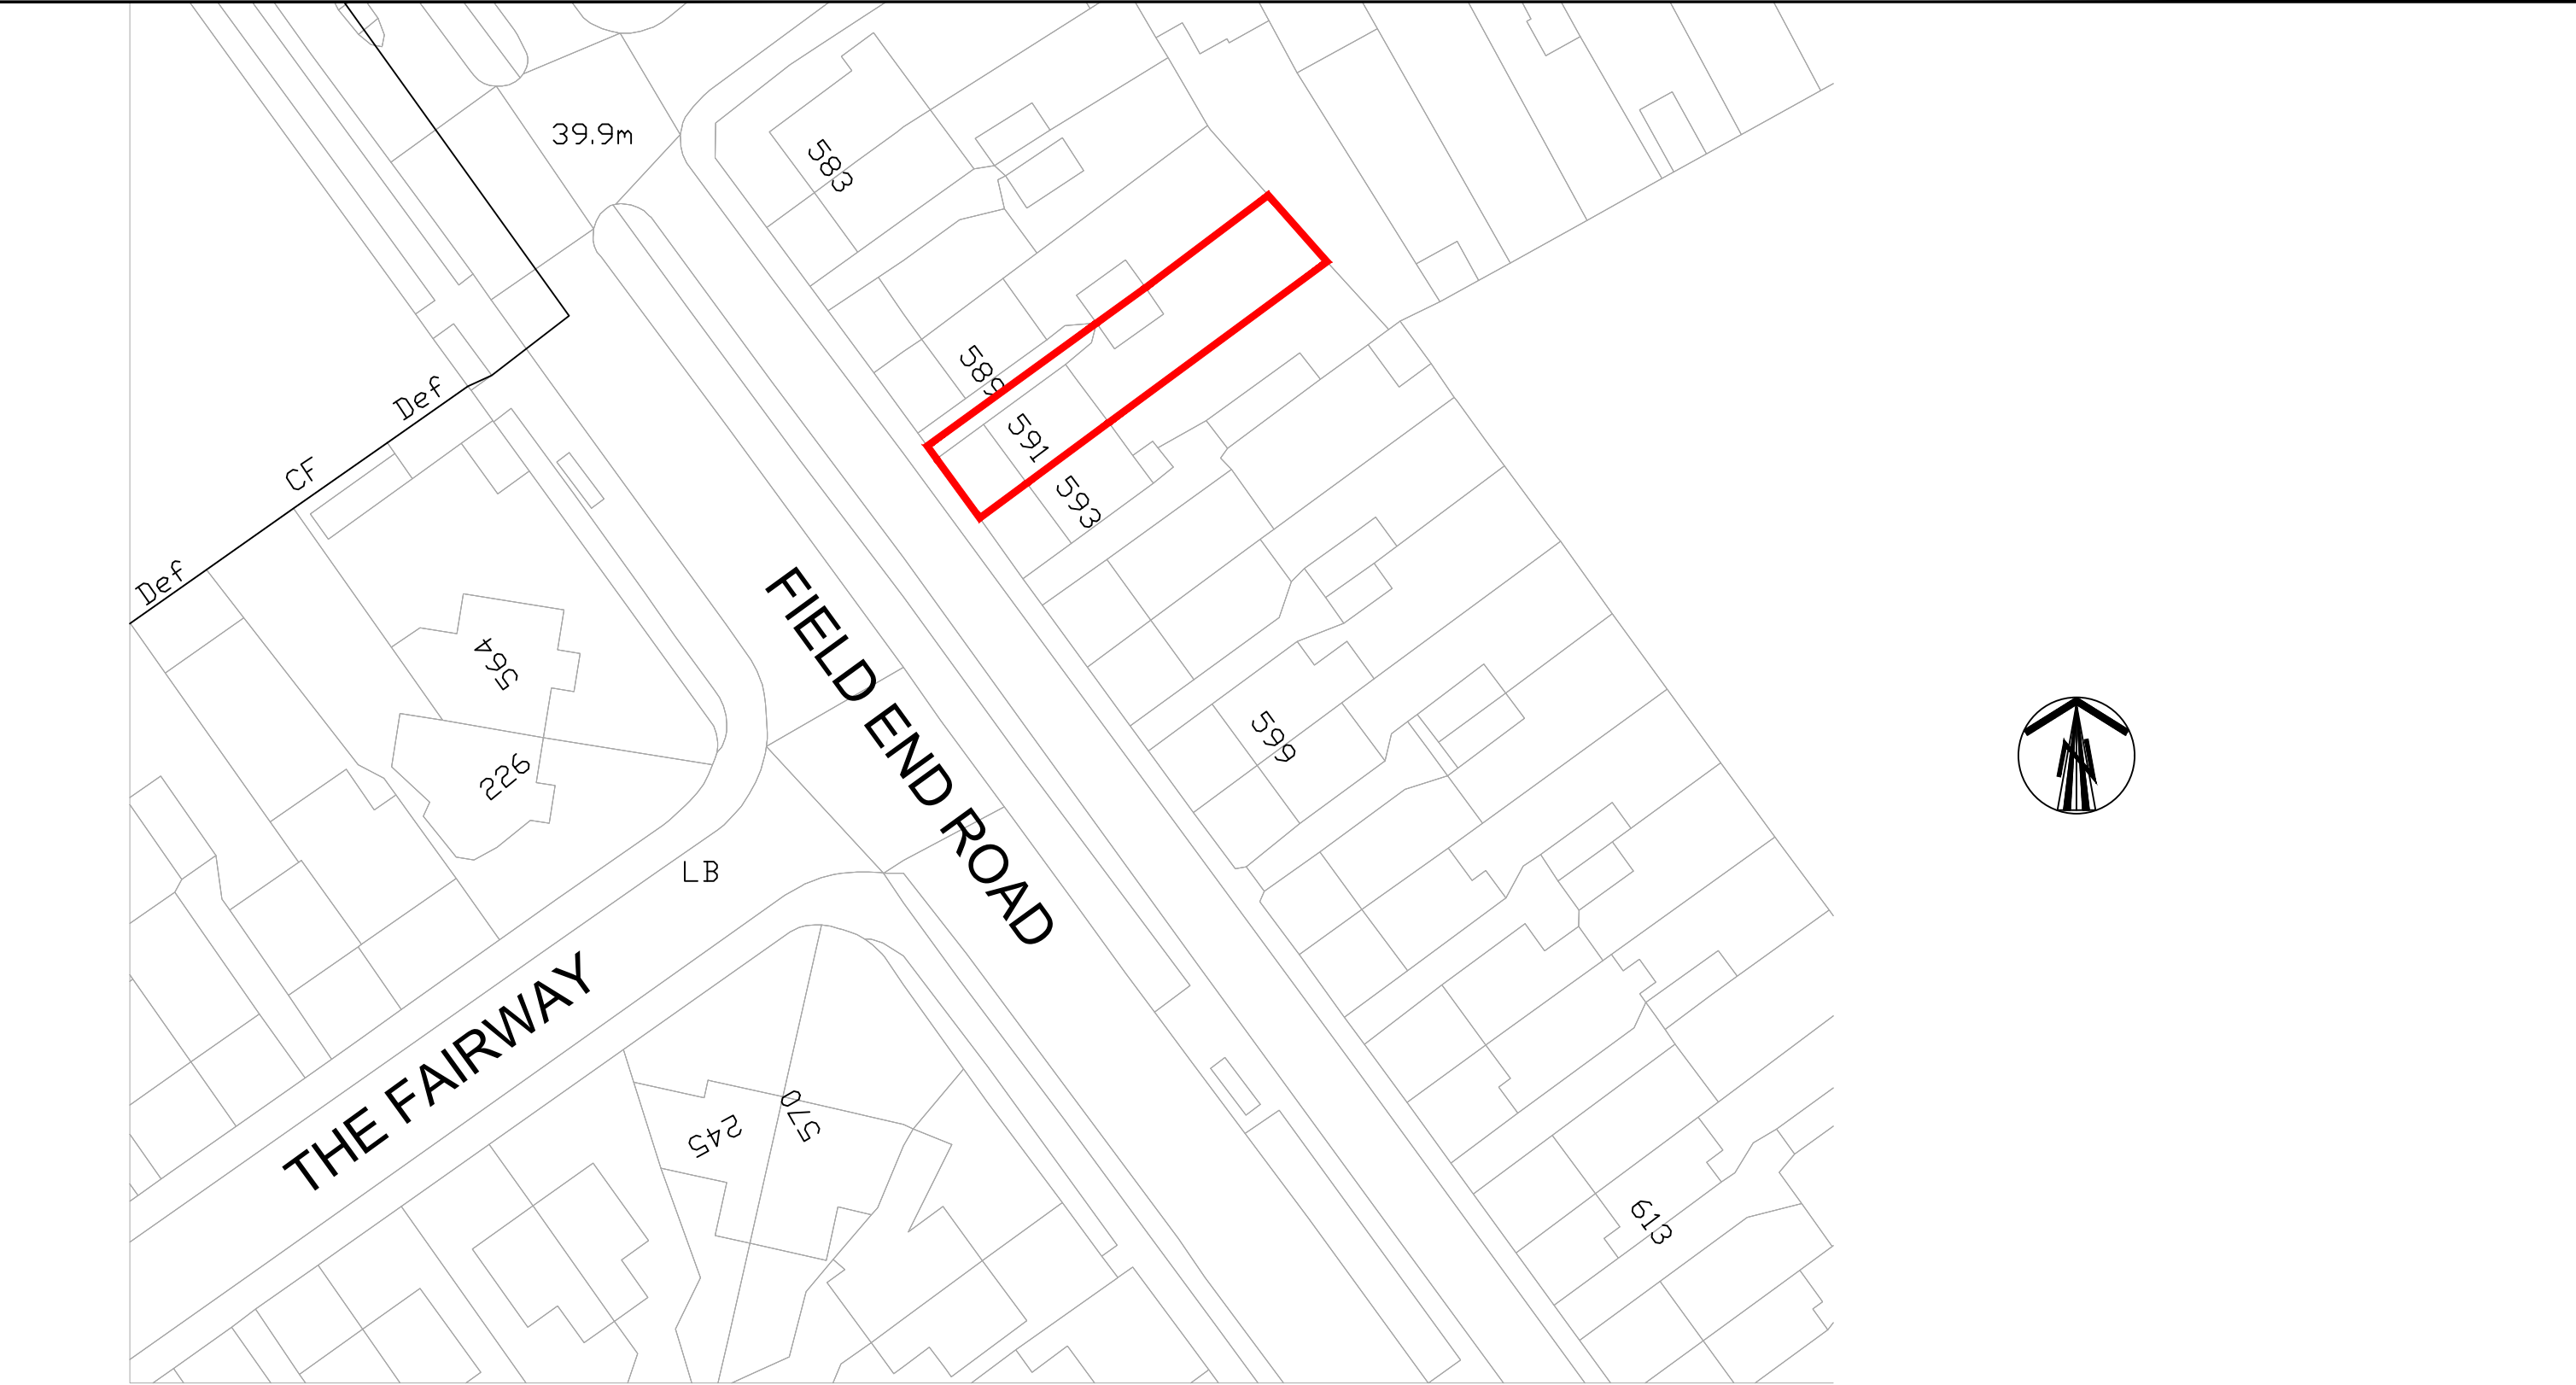 39.9m
583
Def
589
CF
591
593
Def
FIELD END ROAD
564
599
226
LB
THE FAIRWAY
245
570
613
N